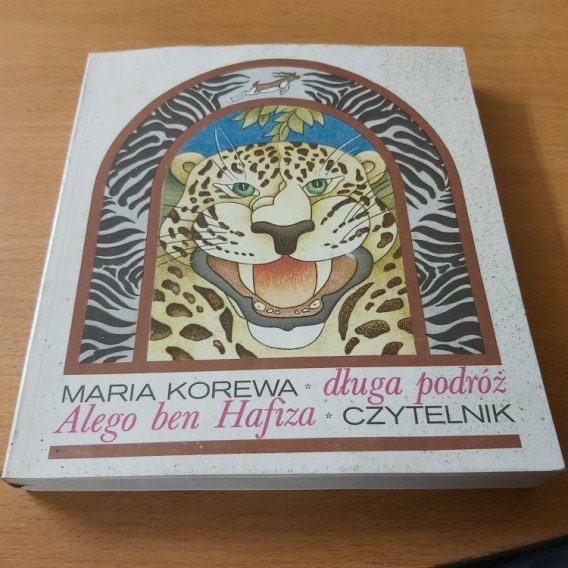 MARIA KOREWA * długa podróż
Alego ben Hafiza * CZYTELNIK